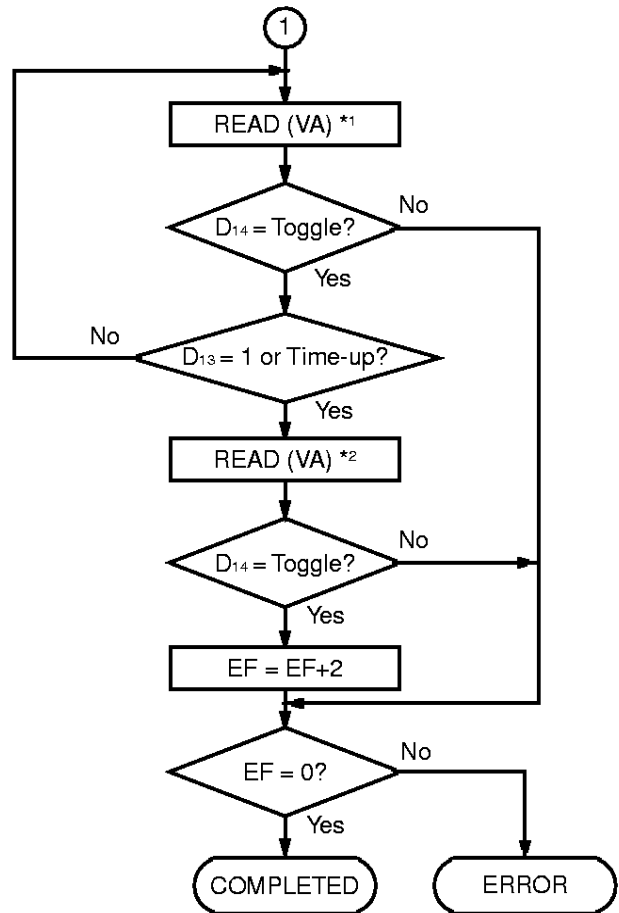 1
READ (VA) *1
No
D14 = Toggle?
Yes
No
D13 = 1 or Time-up?
Yes
READ (VA) *2
No
D14 = Toggle?
Yes
EF = EF+2
No
EF = 0?
Yes
COMPLETED
ERROR